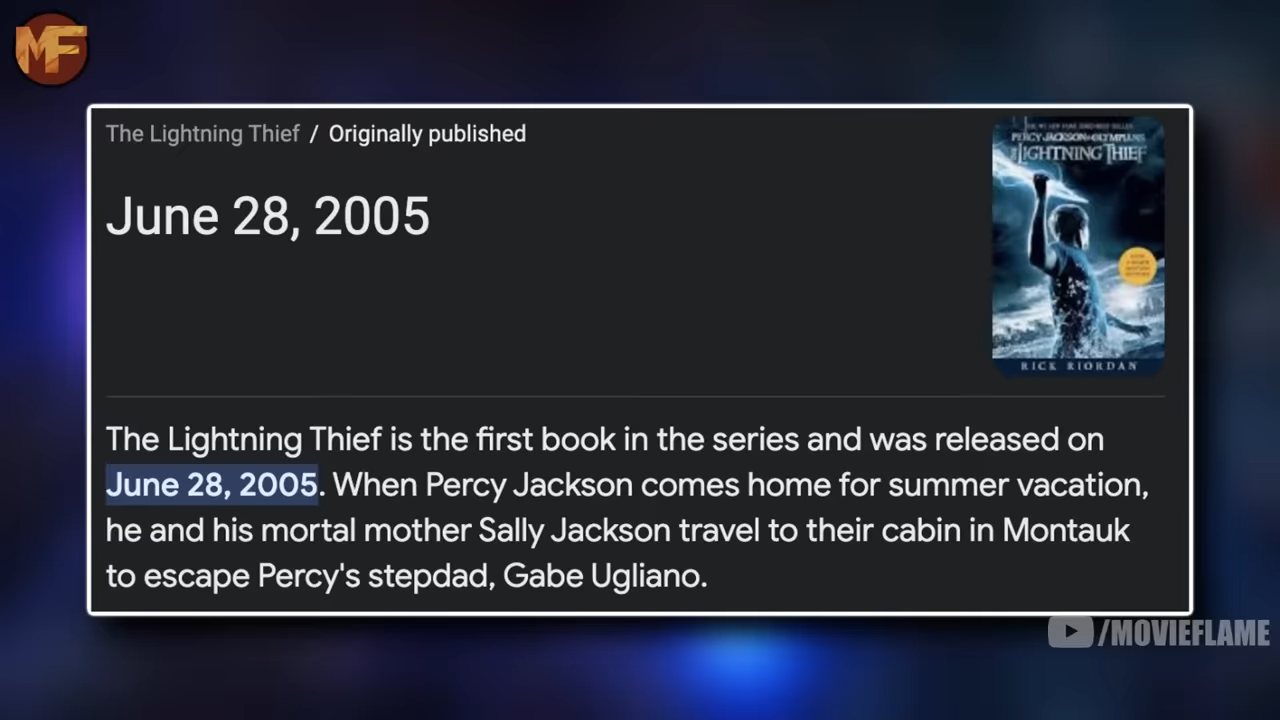 MF
The Lightning Thief / Originally published
June 28, 2005
PERCY JACKSON & OLYMPIANS
THE LIGHTNING THIEF
RICK RIORDAN
The Lightning Thief is the first book in the series and was released on
June 28, 2005. When Percy Jackson comes home for summer vacation,
he and his mortal mother Sally Jackson travel to their cabin in Montauk
to escape Percy's stepdad, Gabe Ugliano.
/MOVIEFLAME